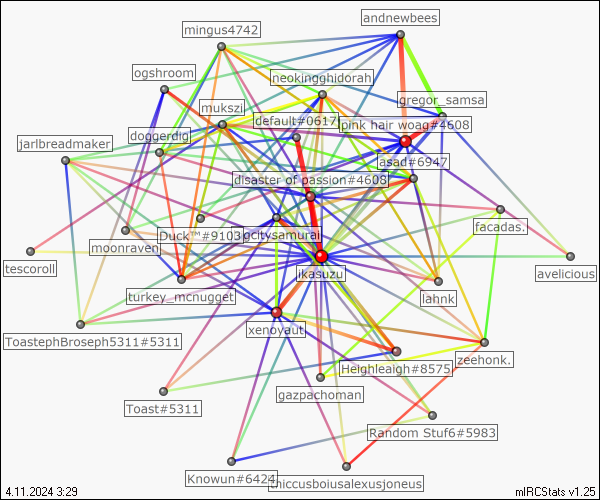 andnewbees
mingus4742
ogshroom
neokingghidorah
gregor_samsa
mukszi
default#0617
pink hair woag#4608
doggerdig
jarlbreadmaker
asad#6947
disaster of passion#4608
facadas.
Duck™#9103
gcitysamurai
moonraven
tescoroll
ikasuzu
avelicious
turkey_mcnugget
lahnk
xenoyaut
ToastephBroseph5311#5311
zeehonk.
Heighleaigh#8575
gazpachoman
Toast#5311
Random Stuf6#5983
Knowun#6424
hiccusboiusalexusjoneus
4.11.2024 3:29
mIRCStats v1.25